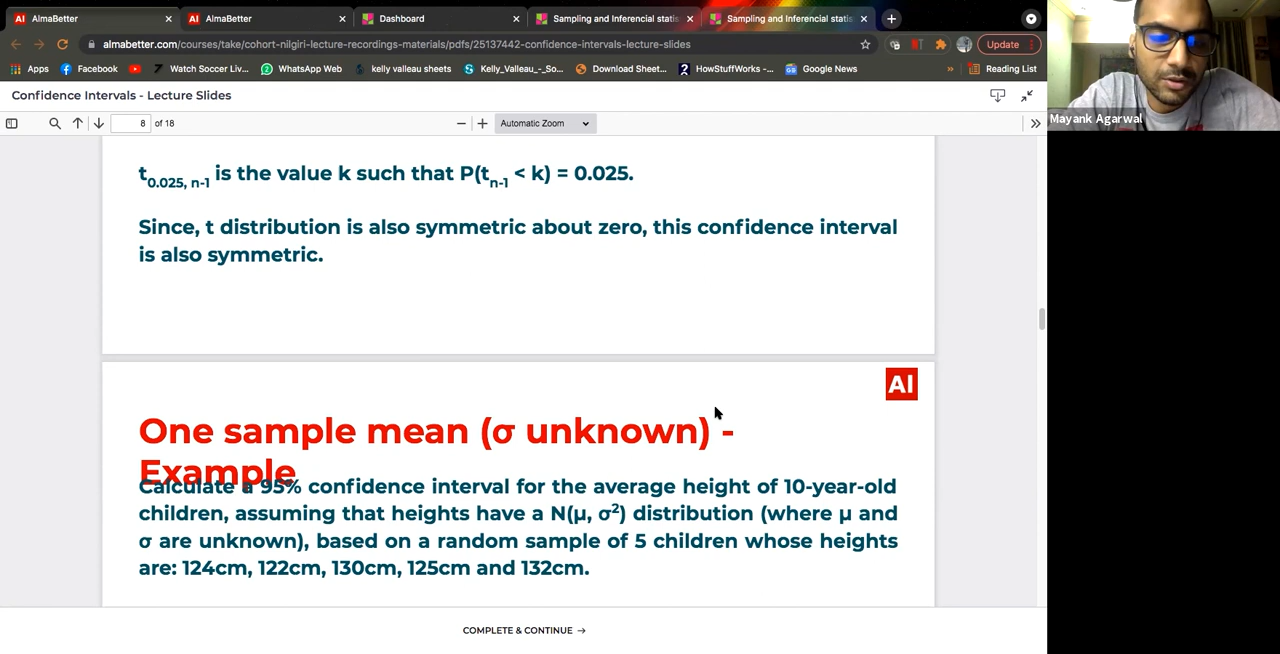 AlmaBetter
AlmaBetter
Dashboard
Sampling and Inferencial statis
Sampling and Inferencial statis
almabetter.com/courses/take/cohort-nilgiri-lecture-recordings-materials/pdfs/25137442-confidence-intervals-lecture-slides
Update
Apps
Facebook
Watch Soccer Liv...
WhatsApp Web
kelly valleau sheets
Kelly_Valleau_-_So...
Download Sheet...
HowStuffWorks -...
Google News
»
Reading List
Confidence Intervals - Lecture Slides
8 of 18
Automatic Zoom
Mayank Agarwal
t0.025, n-1 is the value k such that P(tn-1 < k) = 0.025.
Since, t distribution is also symmetric about zero, this confidence interval
is also symmetric.
AI
One sample mean (σ unknown) -
Example
Calculate a 95% confidence interval for the average height of 10-year-old
children, assuming that heights have a N(μ, σ²) distribution (where μ and
σ are unknown), based on a random sample of 5 children whose heights
are: 124cm, 122cm, 130cm, 125cm and 132cm.
COMPLETE & CONTINUE →